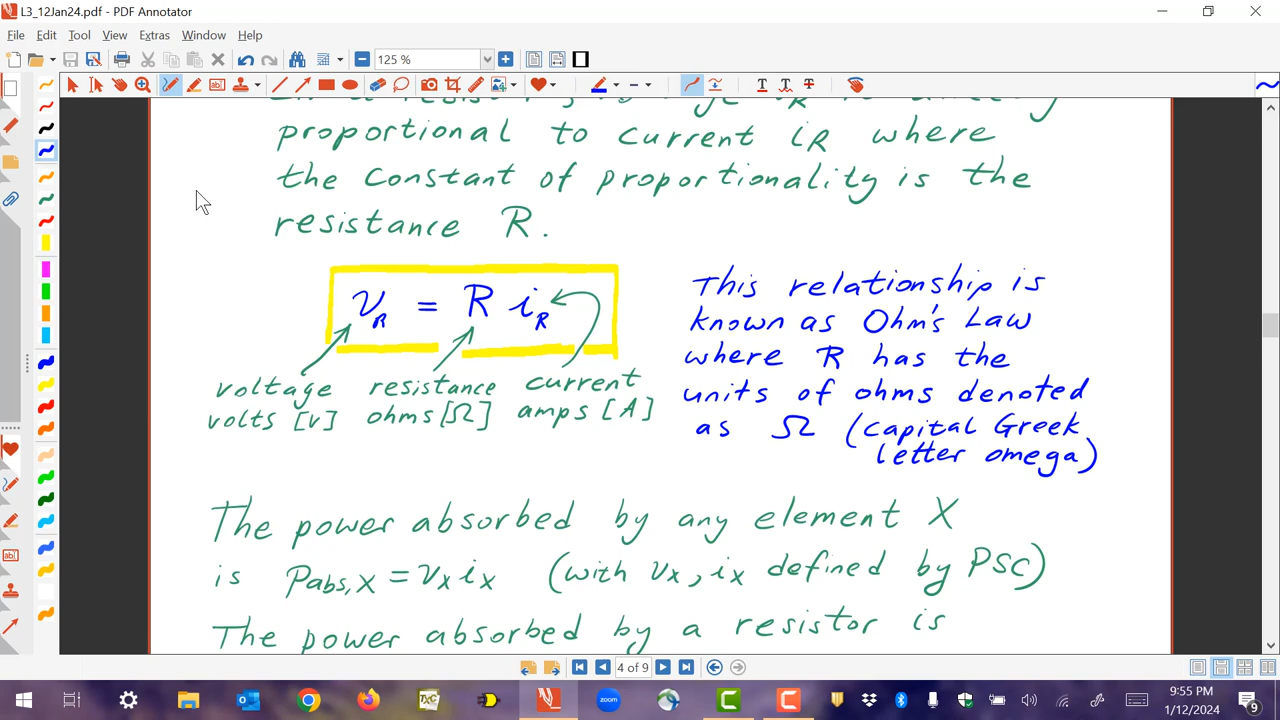 L3_12Jan24.pdf - PDF Annotator
File Edit Tool View Extras Window Help
125 %
proportional to current iR where
the constant of proportionality is the
resistance R.
vR = R iR
voltage resistance current
volts [v] ohms [Ω] amps [A]
This relationship is
known as Ohm's Law
where R has the
units of ohms denoted
as Ω (capital Greek
letter omega)
The power absorbed by any element X
is Pabs,X = vx ix (with vx, ix defined by PSC)
The power absorbed by a resistor is
4 of 9
9:55 PM
1/12/2024